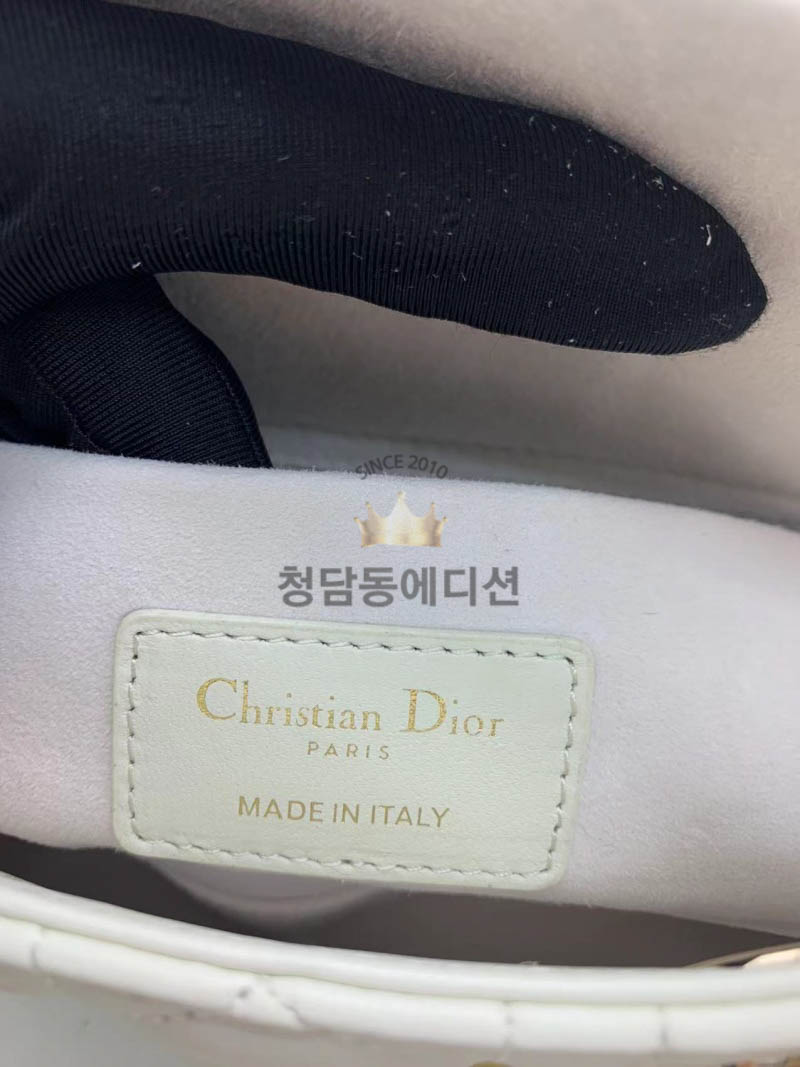 SINCE 2010
청담동에디션
Christian Dior
PARIS
MADE IN ITALY